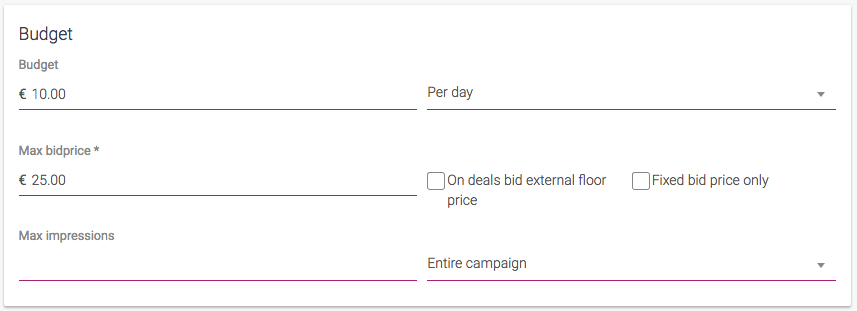 Budget
Budget
€ 10.00
Per day
Max bidprice *
€ 25.00
On deals bid external floor
price
Fixed bid price only
Max impressions
Entire campaign